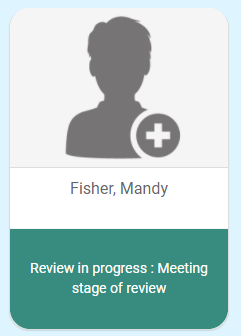 Fisher, Mandy
Review in progress : Meeting
stage of review